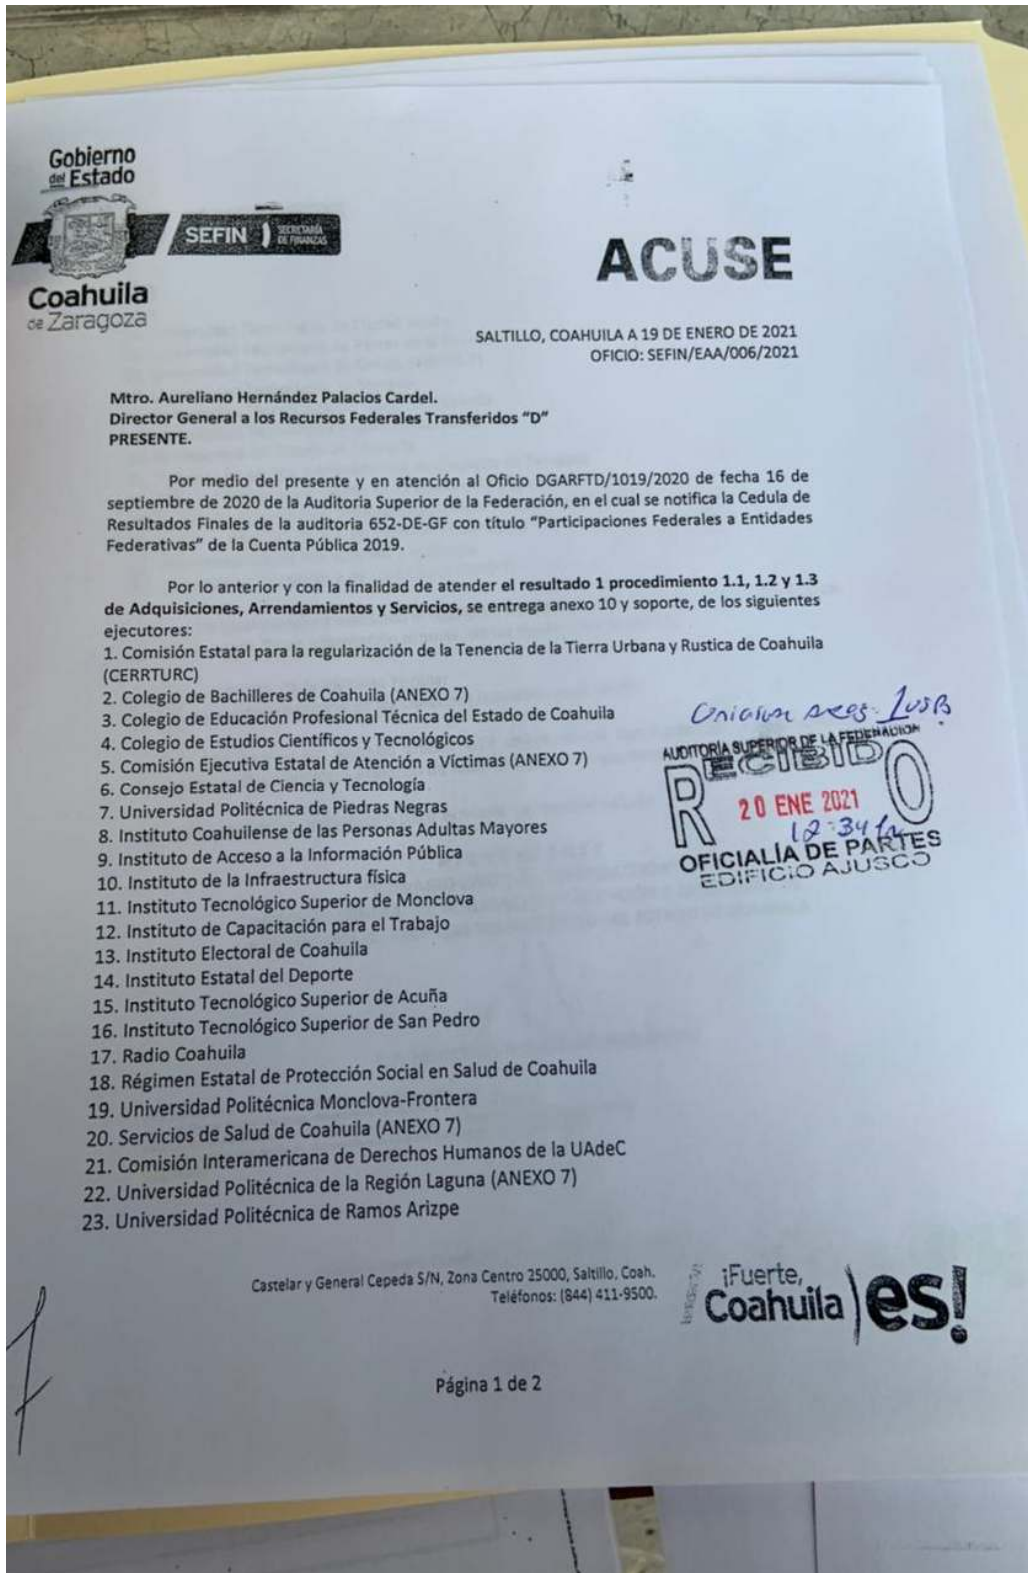 Gobierno
del Estado
SEFIN
SECRETARÍA
DE FINANZAS
Coahuila
de Zaragoza
ACUSE
SALTILLO, COAHUILA A 19 DE ENERO DE 2021
OFICIO: SEFIN/EAA/006/2021
Mtro. Aureliano Hernández Palacios Cardel.
Director General a los Recursos Federales Transferidos "D"
PRESENTE.
Por medio del presente y en atención al Oficio DGARFTD/1019/2020 de fecha 16 de
septiembre de 2020 de la Auditoria Superior de la Federación, en el cual se notifica la Cedula de
Resultados Finales de la auditoria 652-DE-GF con título "Participaciones Federales a Entidades
Federativas" de la Cuenta Pública 2019.
Por lo anterior y con la finalidad de atender el resultado 1 procedimiento 1.1, 1.2 y 1.3
de Adquisiciones, Arrendamientos y Servicios, se entrega anexo 10 y soporte, de los siguientes
ejecutores:
1. Comisión Estatal para la regularización de la Tenencia de la Tierra Urbana y Rustica de Coahuila
(CERRTURC)
2. Colegio de Bachilleres de Coahuila (ANEXO 7)
3. Colegio de Educación Profesional Técnica del Estado de Coahuila
4. Colegio de Estudios Científicos y Tecnológicos
5. Comisión Ejecutiva Estatal de Atención a Víctimas (ANEXO 7)
6. Consejo Estatal de Ciencia y Tecnología
7. Universidad Politécnica de Piedras Negras
8. Instituto Coahuilense de las Personas Adultas Mayores
9. Instituto de Acceso a la Información Pública
10. Instituto de la Infraestructura física
11. Instituto Tecnológico Superior de Monclova
12. Instituto de Capacitación para el Trabajo
13. Instituto Electoral de Coahuila
14. Instituto Estatal del Deporte
15. Instituto Tecnológico Superior de Acuña
16. Instituto Tecnológico Superior de San Pedro
17. Radio Coahuila
18. Régimen Estatal de Protección Social en Salud de Coahuila
19. Universidad Politécnica Monclova-Frontera
20. Servicios de Salud de Coahuila (ANEXO 7)
21. Comisión Interamericana de Derechos Humanos de la UAdeC
22. Universidad Politécnica de la Región Laguna (ANEXO 7)
23. Universidad Politécnica de Ramos Arizpe
AUDITORÍA SUPERIOR DE LA FEDERACIÓN
RECIBIDO
20 ENE 2021
12:34
OFICIALÍA DE PARTES
EDIFICIO AJUSCO
Castelar y General Cepeda S/N, Zona Centro 25000, Saltillo, Coah.
Teléfonos: (844) 411-9500.
¡Fuerte,
Coahuila es!
Página 1 de 2